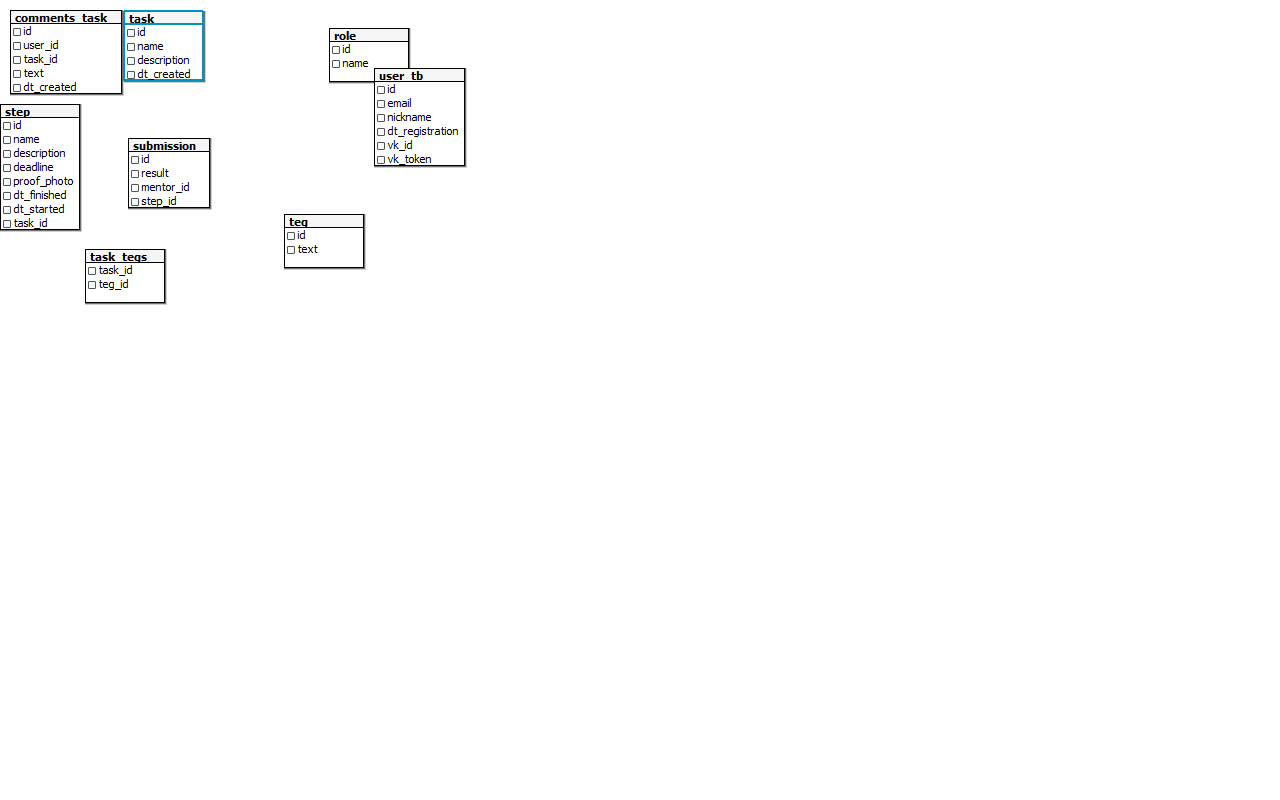 comments_task
id
user_id
task_id
text
dt_created
task
id
name
description
dt_created
role
id
name
user_tb
id
email
nickname
dt_registration
vk_id
vk_token
step
id
name
description
deadline
proof_photo
dt_finished
dt_started
task_id
submission
id
result
mentor_id
step_id
teg
id
text
task_tegs
task_id
teg_id